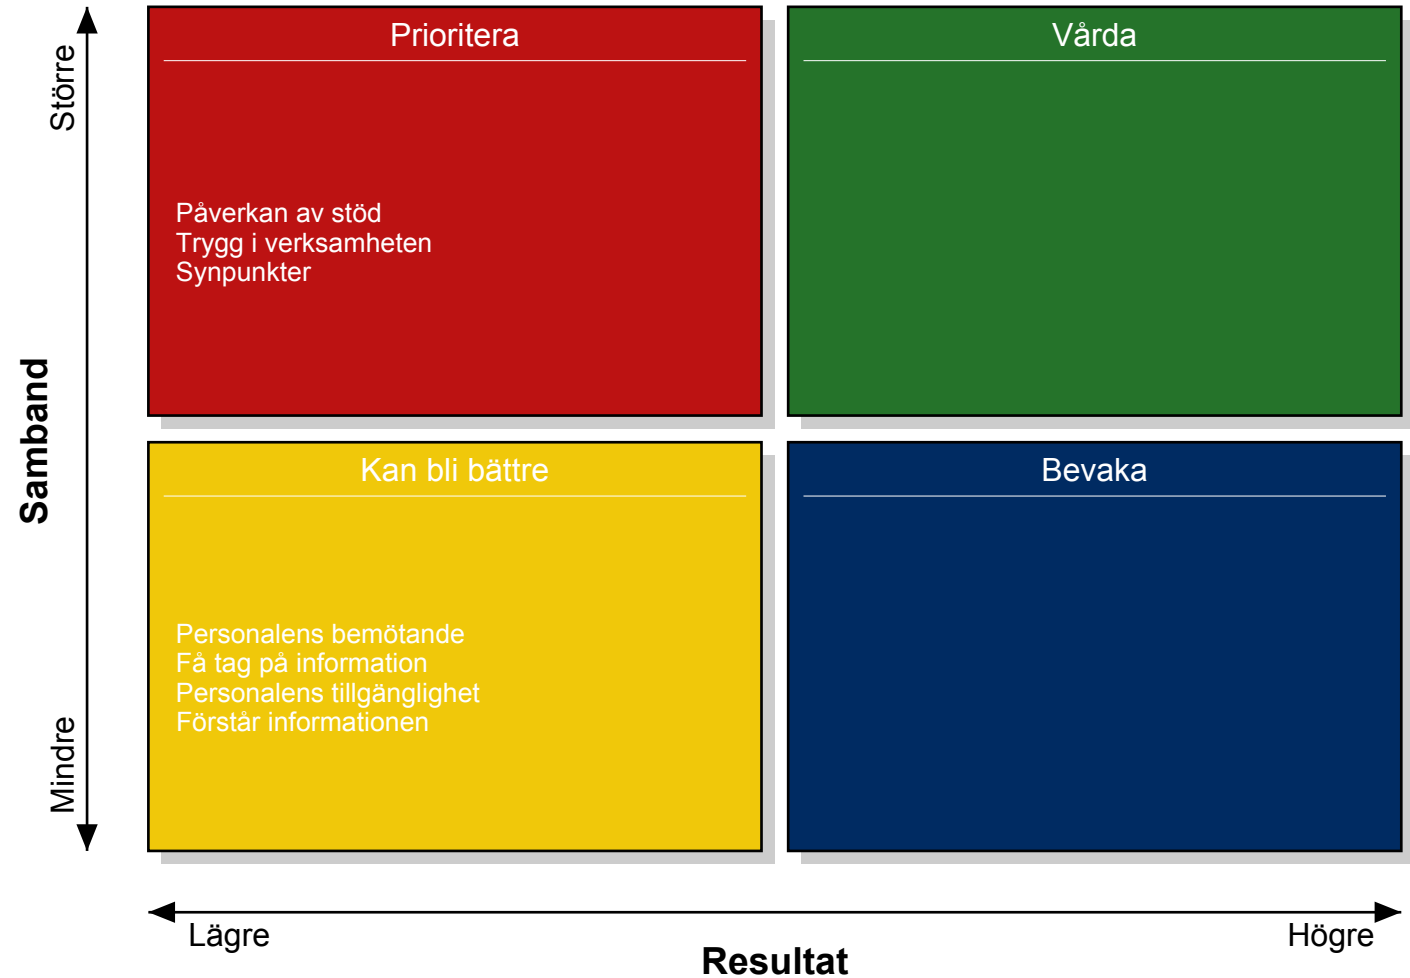 Större
Samband
Mindre
Prioritera
Påverkan av stöd
Trygg i verksamheten
Synpunkter
Vårda
Kan bli bättre
Personalens bemötande
Få tag på information
Personalens tillgänglighet
Förstår informationen
Bevaka
Lägre
Resultat
Högre